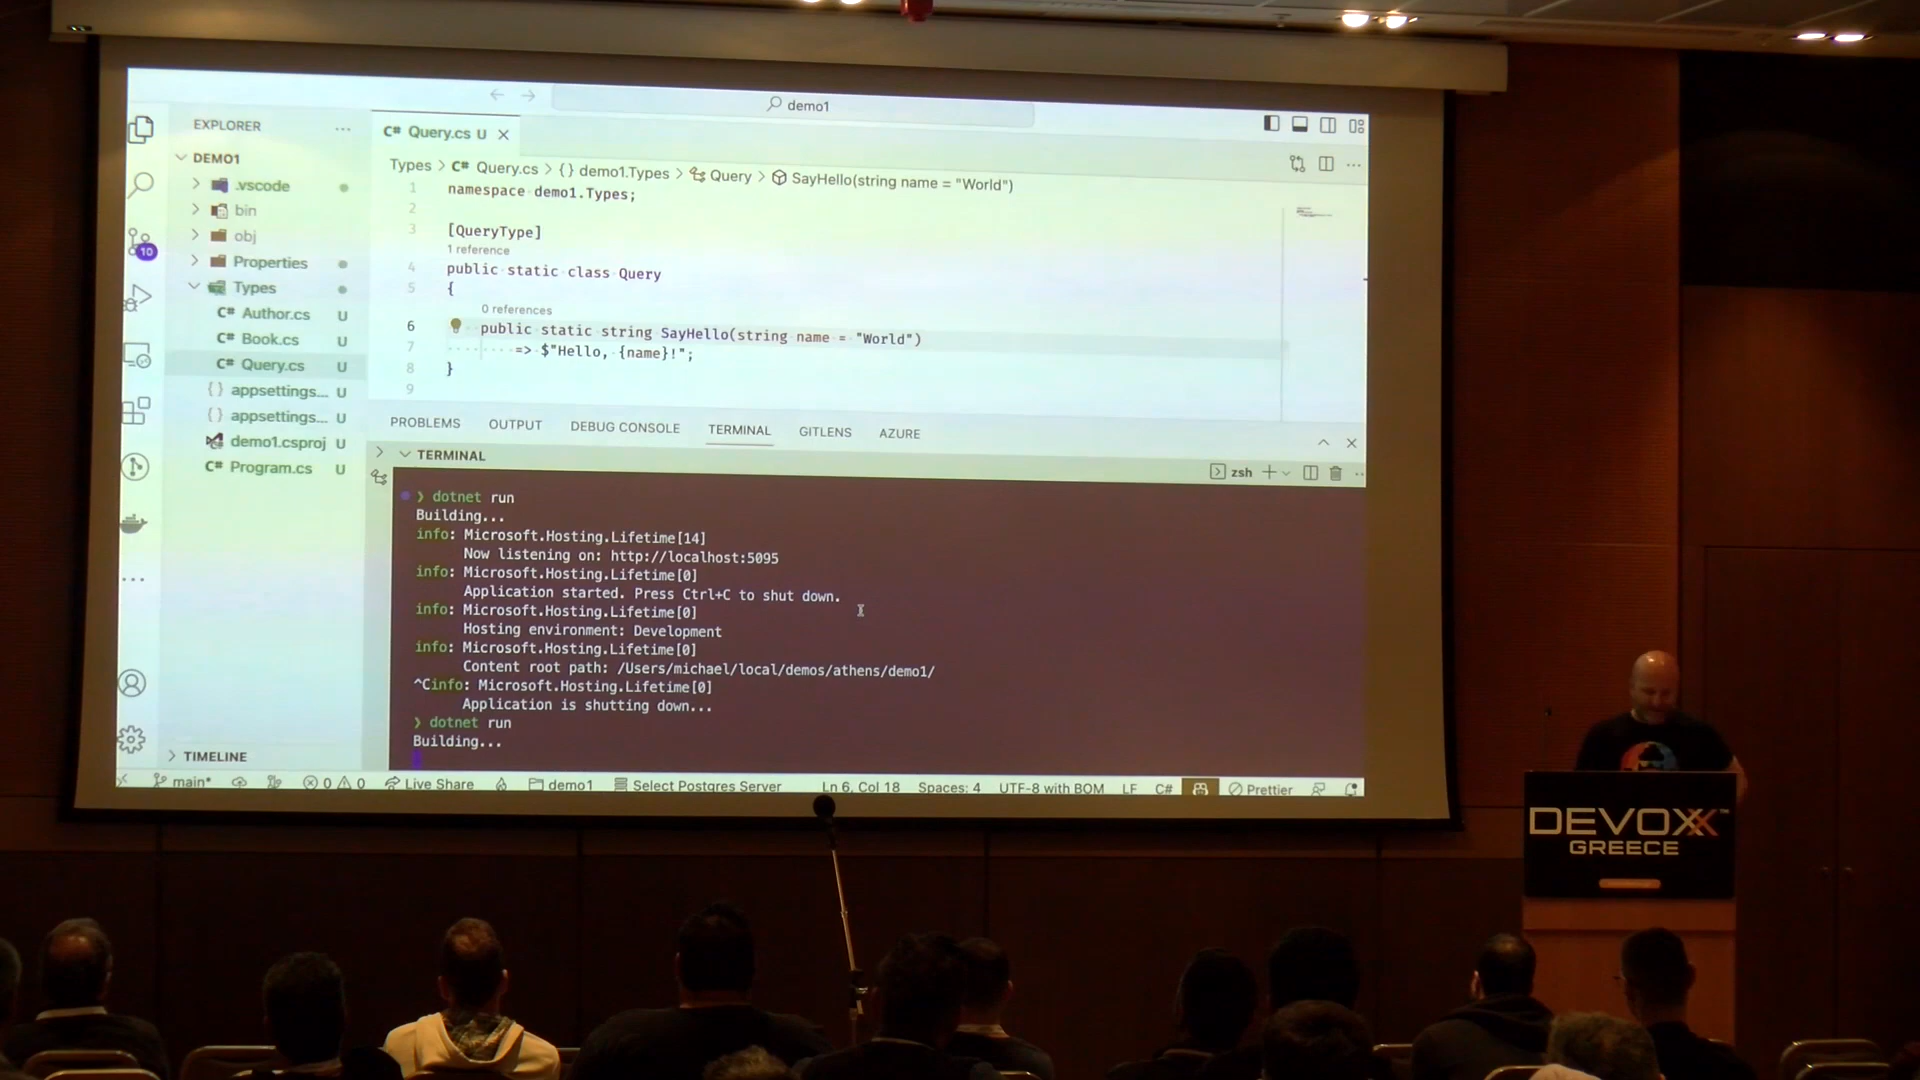 demo1
EXPLORER
DEMO1
.vscode
bin
obj
Properties
Types
C# Author.cs U
C# Book.cs U
C# Query.cs U
{} appsettings... U
{} appsettings... U
demo1.csproj U
C# Program.cs U
TIMELINE
10
C# Query.cs U
Types > C# Query.cs > {} demo1.Types > Query > SayHello(string name = "World")
1 namespace demo1.Types;
2
3 [QueryType]
1 reference
4 public static class Query
5 {
0 references
6 public static string SayHello(string name = "World")
7 => $"Hello, {name}!";
8 }
9
PROBLEMS OUTPUT DEBUG CONSOLE TERMINAL GITLENS AZURE
TERMINAL
zsh
❯ dotnet run
Building...
info: Microsoft.Hosting.Lifetime[14]
Now listening on: http://localhost:5095
info: Microsoft.Hosting.Lifetime[0]
Application started. Press Ctrl+C to shut down.
info: Microsoft.Hosting.Lifetime[0]
Hosting environment: Development
info: Microsoft.Hosting.Lifetime[0]
Content root path: /Users/michael/local/demos/athens/demo1/
^Cinfo: Microsoft.Hosting.Lifetime[0]
Application is shutting down...
❯ dotnet run
Building...
main* 0 0 Live Share demo1 Select Postgres Server Ln 6, Col 18 Spaces: 4 UTF-8 with BOM LF C# Prettier
DEVOXX™
GREECE